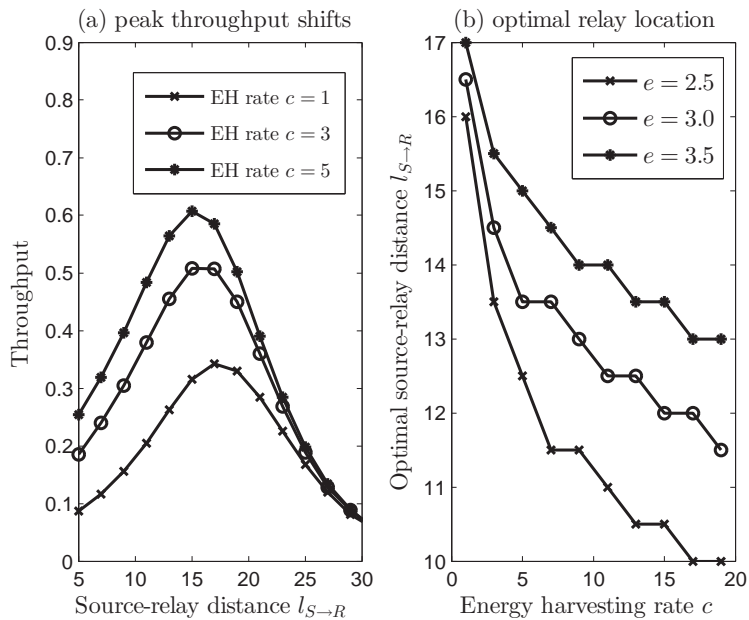 (a) peak throughput shifts
0.9
0.8
0.7
0.6
0.5
0.4
0.3
0.2
0.1
0
Throughput
EH rate c = 1
EH rate c = 3
EH rate c = 5
5
10
15
20
25
30
Source-relay distance l_{S→R}
(b) optimal relay location
17
16
15
14
13
12
11
10
Optimal source-relay distance l_{S→R}
e = 2.5
e = 3.0
e = 3.5
0
5
10
15
20
Energy harvesting rate c